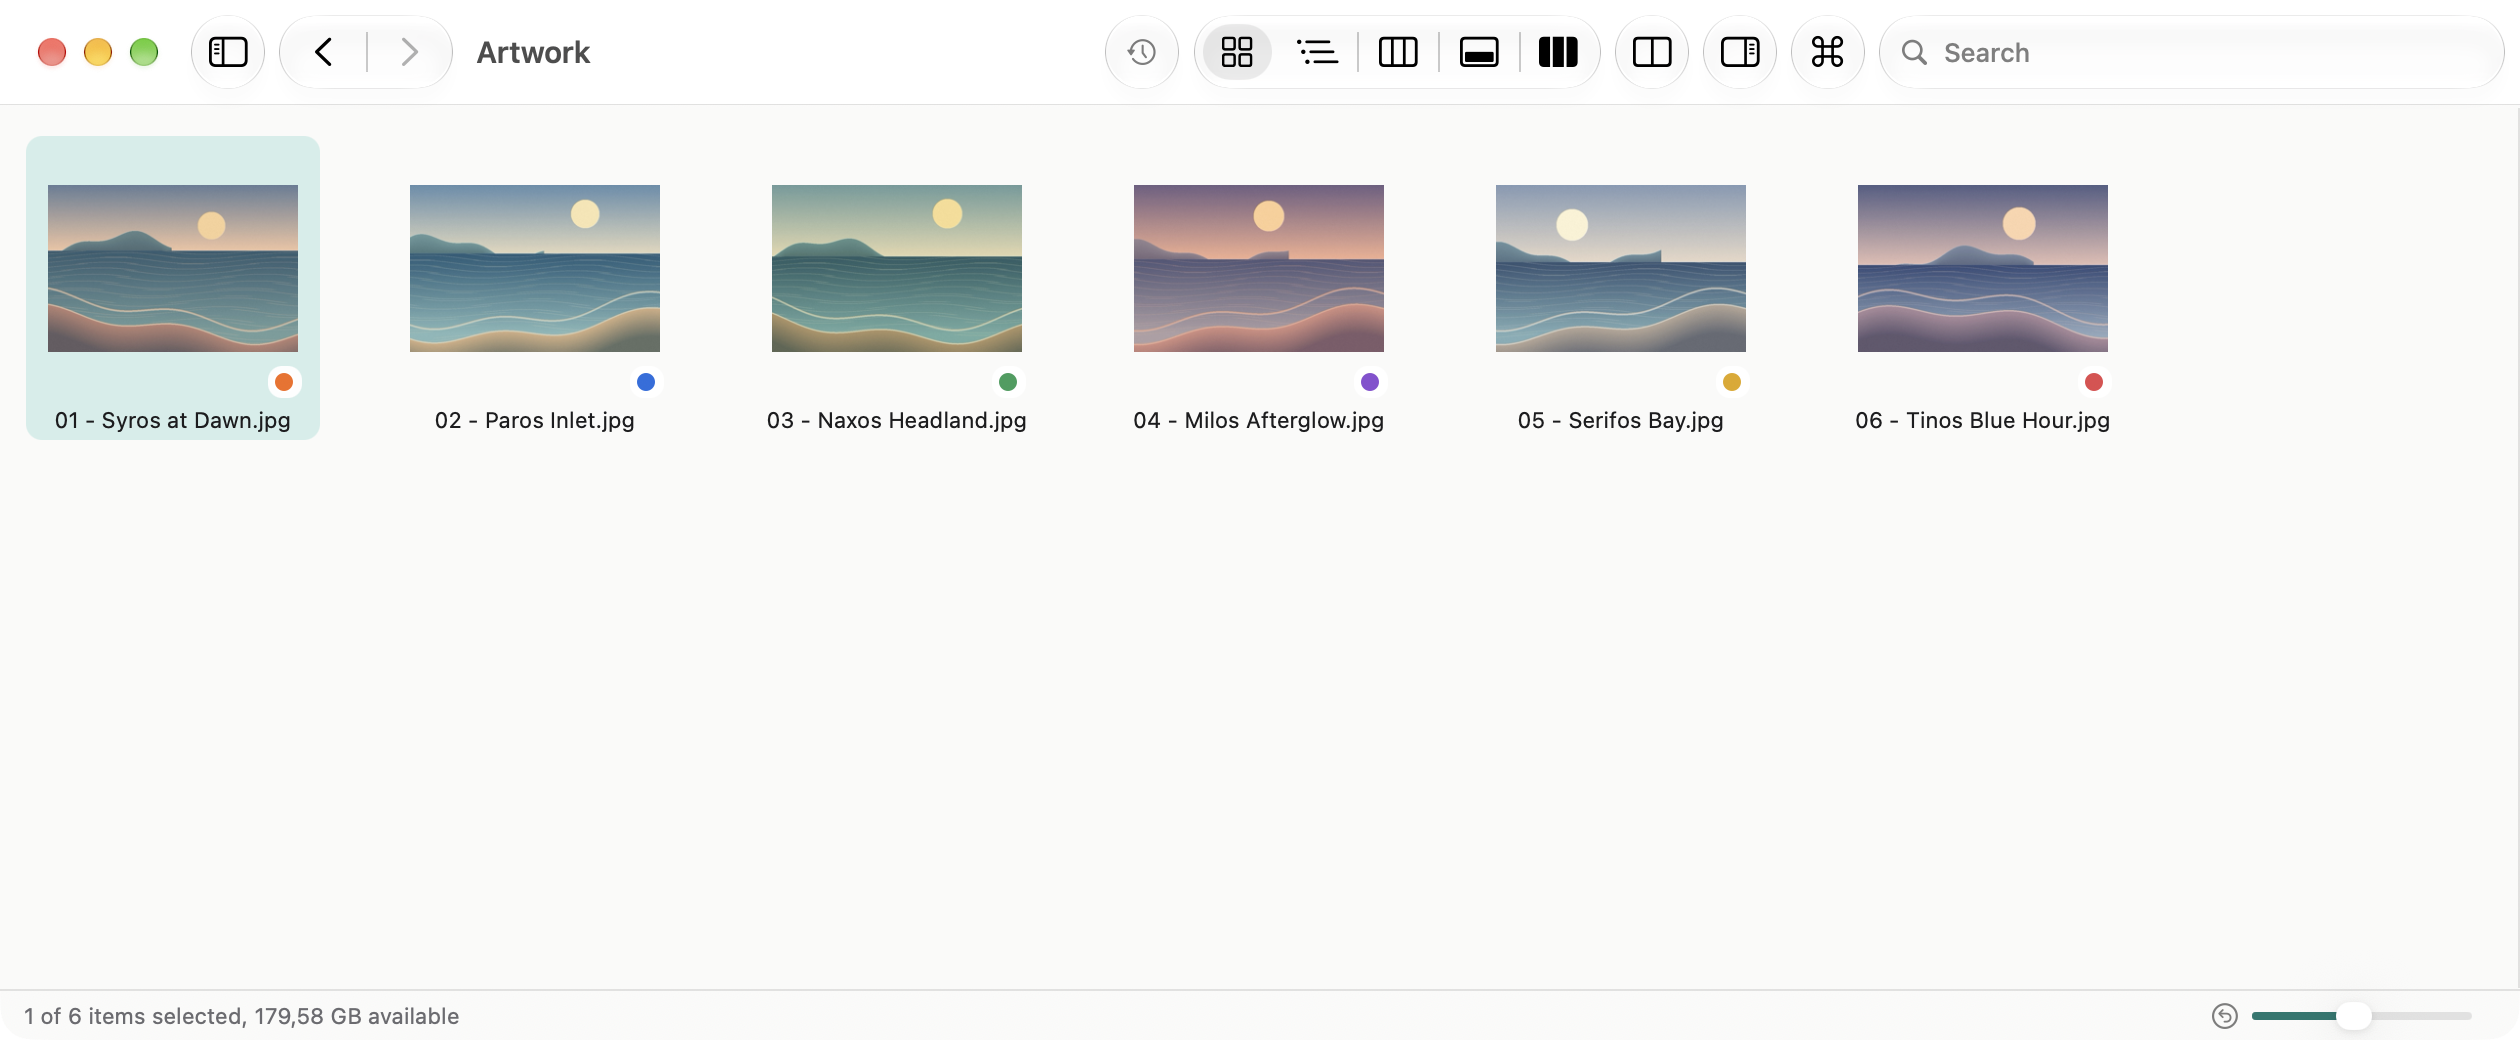 Artwork
Search
01 - Syros at Dawn.jpg
02 - Paros Inlet.jpg
03 - Naxos Headland.jpg
04 - Milos Afterglow.jpg
05 - Serifos Bay.jpg
06 - Tinos Blue Hour.jpg
1 of 6 items selected, 179,58 GB available